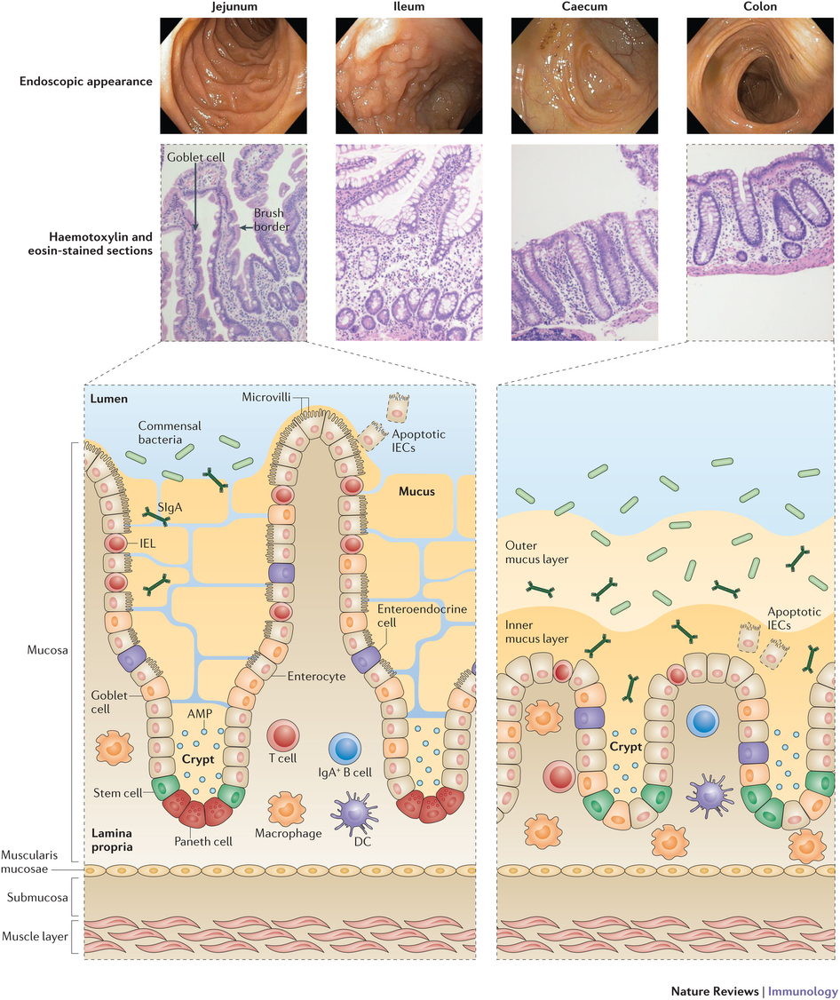 Jejunum
Ileum
Caecum
Colon
Endoscopic appearance
Goblet cell
Brush
border
Haemotoxylin and
eosin-stained sections
Lumen
Microvilli
Commensal
bacteria
Apoptotic
IECs
SIgA
Mucus
IEL
Outer
mucus layer
Enteroendocrine
cell
Apoptotic
IECs
Inner
mucus layer
Mucosa
Enterocyte
Goblet
cell
AMP
Crypt
T cell
IgA⁺ B cell
Crypt
Stem cell
Paneth cell
Macrophage
DC
Lamina
propria
Muscularis
mucosae
Submucosa
Muscle layer
Nature Reviews | Immunology